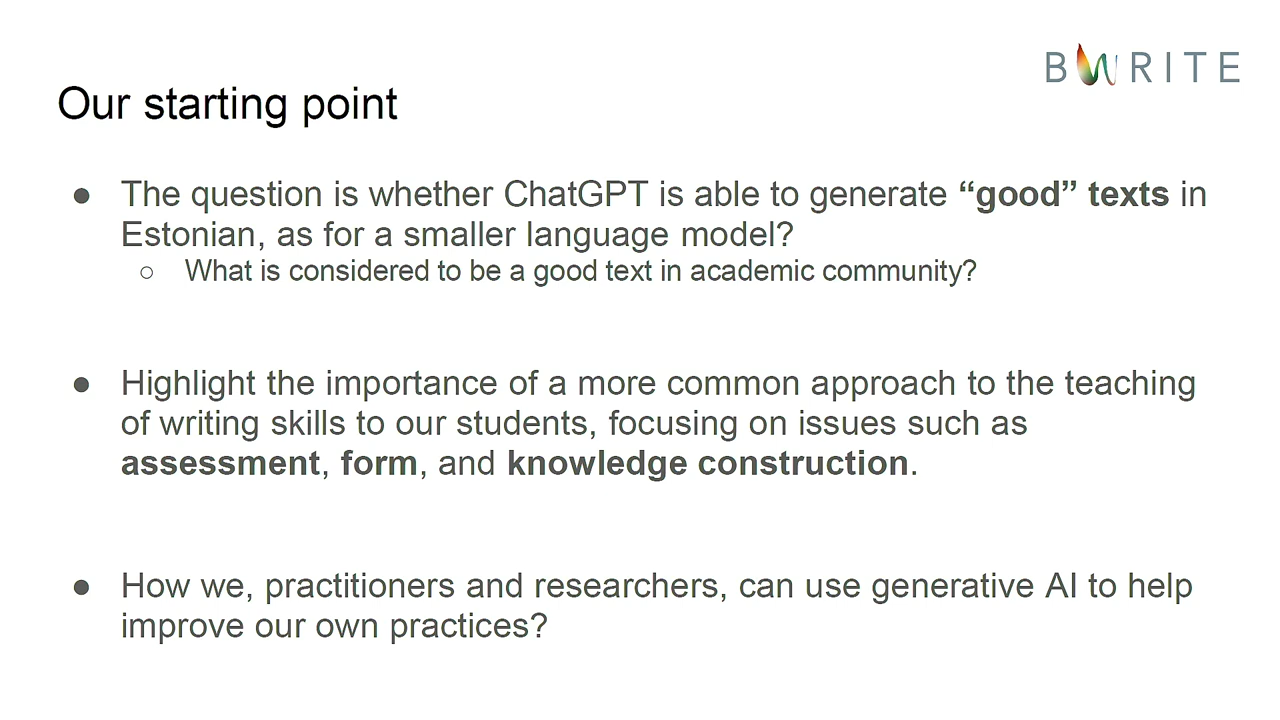 BWRITE
Our starting point
● The question is whether ChatGPT is able to generate “good” texts in
Estonian, as for a smaller language model?
○ What is considered to be a good text in academic community?
● Highlight the importance of a more common approach to the teaching
of writing skills to our students, focusing on issues such as
assessment, form, and knowledge construction.
● How we, practitioners and researchers, can use generative AI to help
improve our own practices?